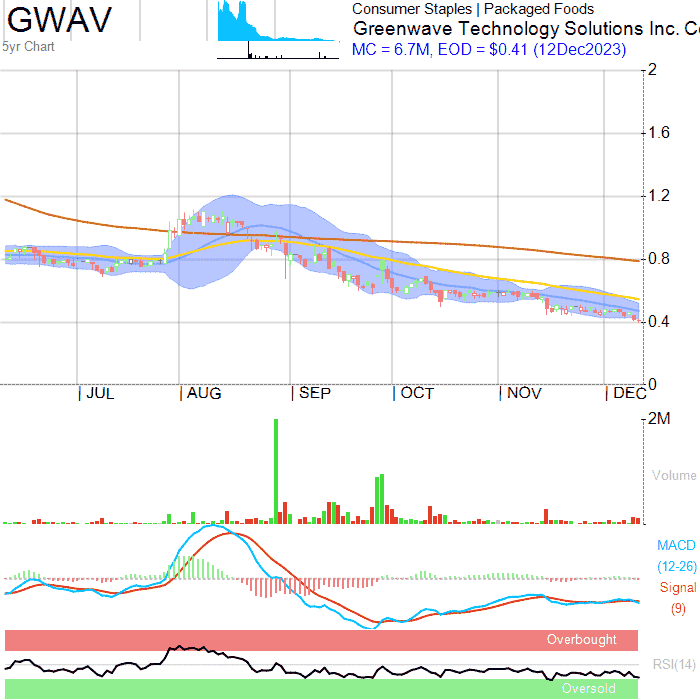 GWAV
5yr Chart
Consumer Staples | Packaged Foods
Greenwave Technology Solutions Inc. Co
MC = 6.7M, EOD = $0.41 (12Dec2023)
2
1.6
1.2
0.8
0.4
0
| JUL | AUG | SEP | OCT | NOV | DEC
2M
Volume
MACD
(12-26)
Signal
(9)
Overbought
RSI(14)
Oversold